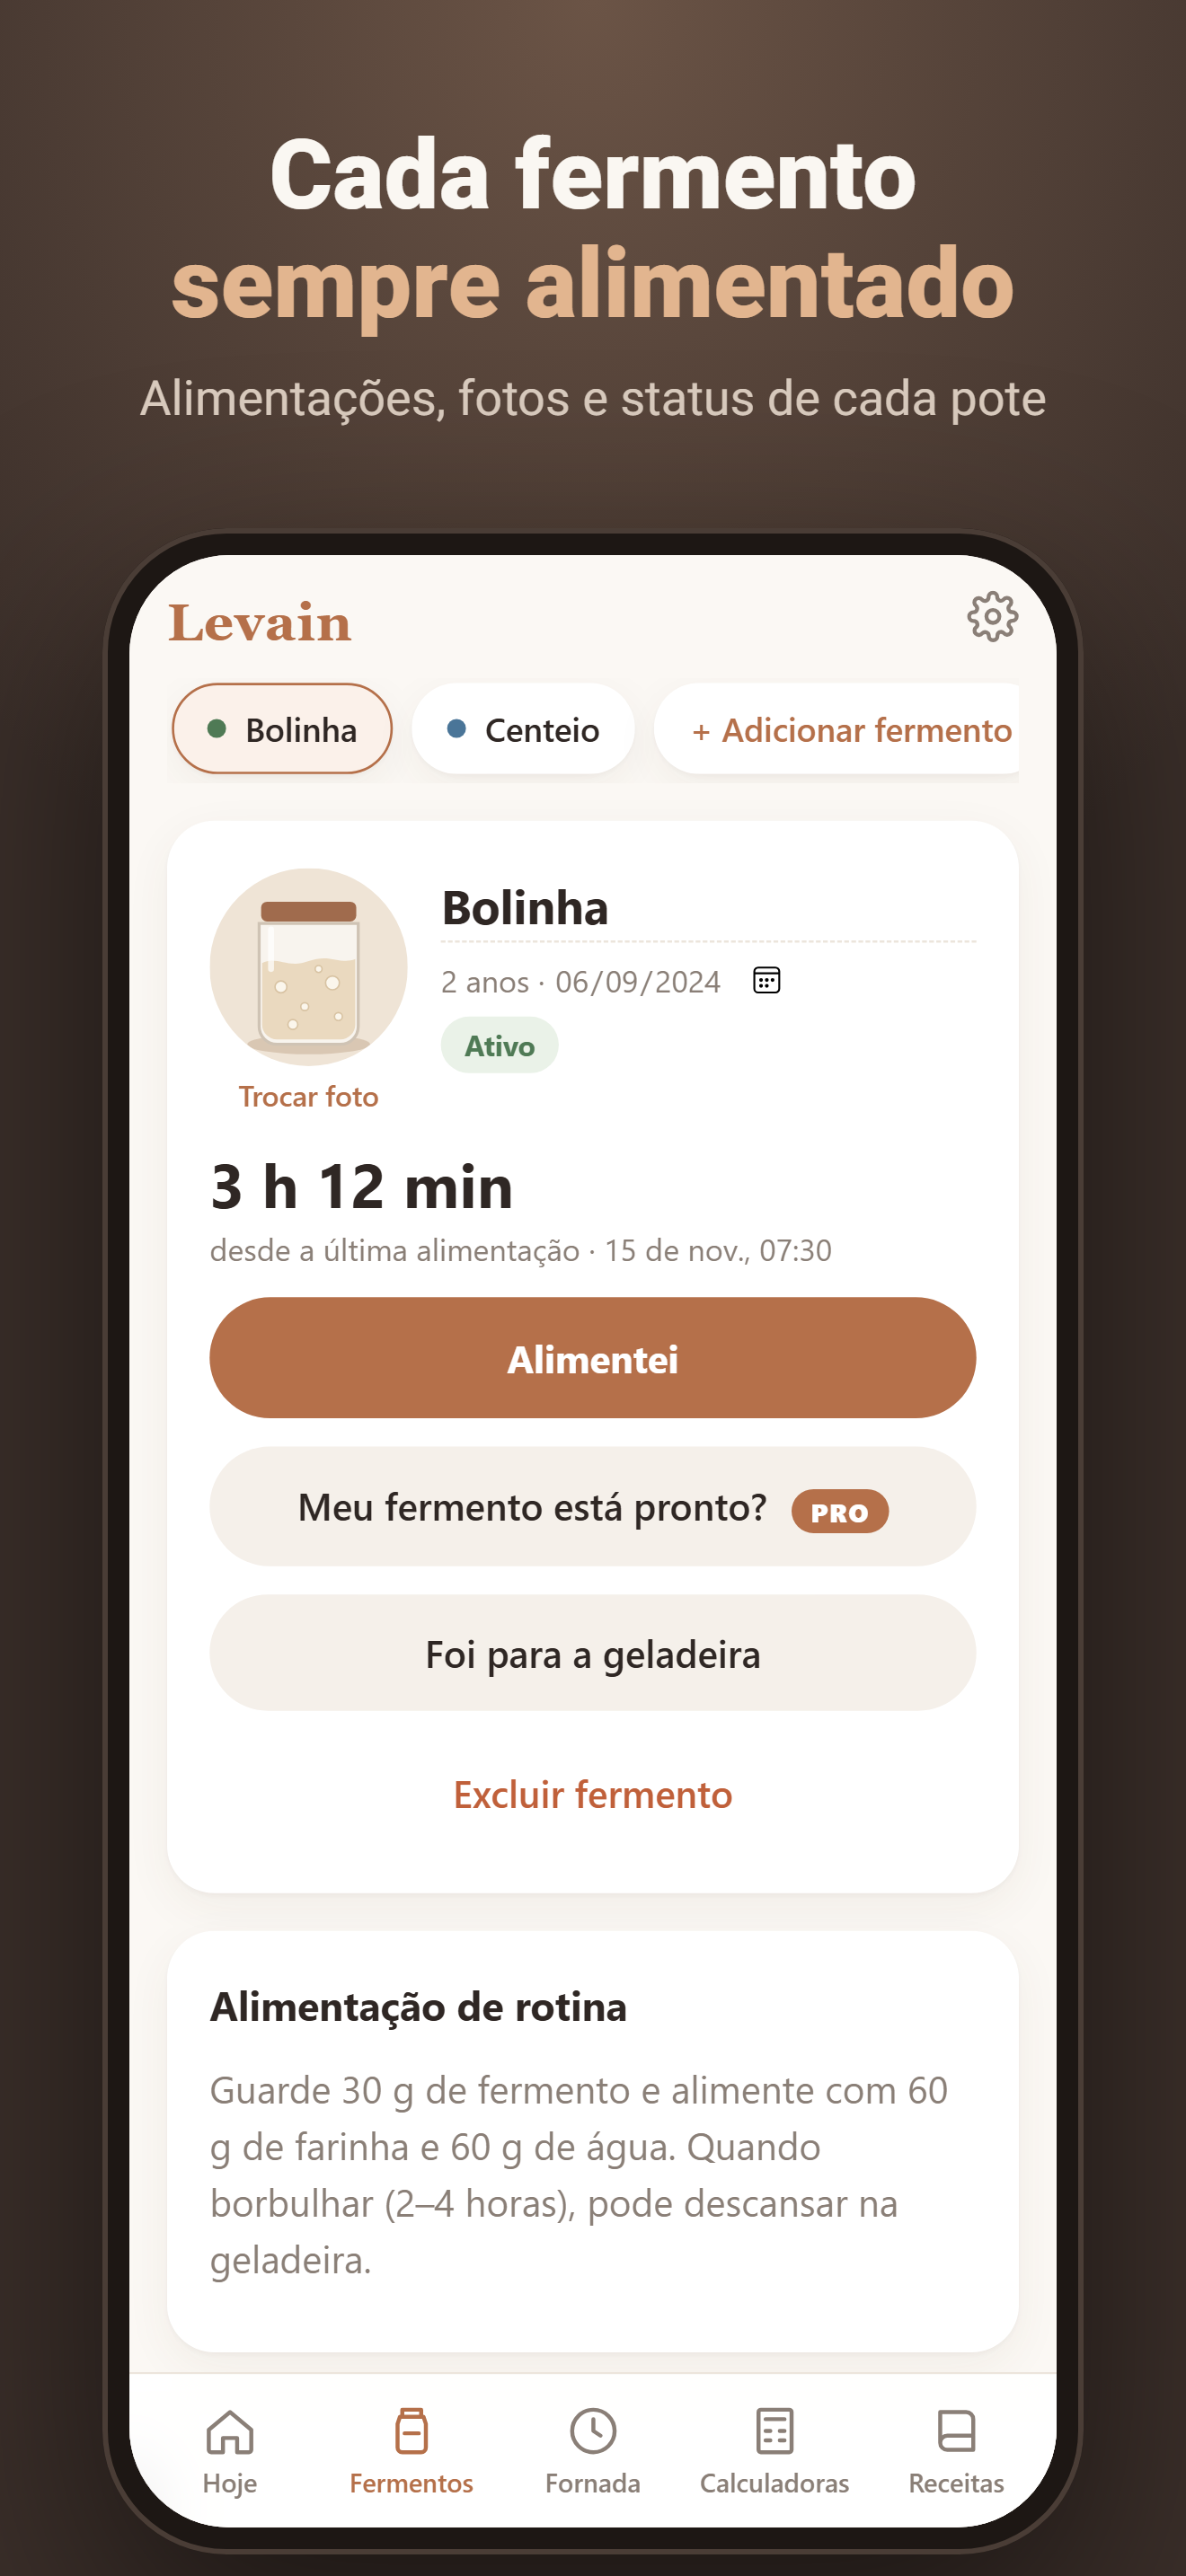 Cada fermento
sempre alimentado
Alimentações, fotos e status de cada pote
Levain
Bolinha
Centeio
+ Adicionar fermento
Bolinha
2 anos · 06/09/2024
Ativo
Trocar foto
3 h 12 min
desde a última alimentação · 15 de nov., 07:30
Alimentei
Meu fermento está pronto? PRO
Foi para a geladeira
Excluir fermento
Alimentação de rotina
Guarde 30 g de fermento e alimente com 60
g de farinha e 60 g de água. Quando
borbulhar (2–4 horas), pode descansar na
geladeira.
Hoje
Fermentos
Fornada
Calculadoras
Receitas